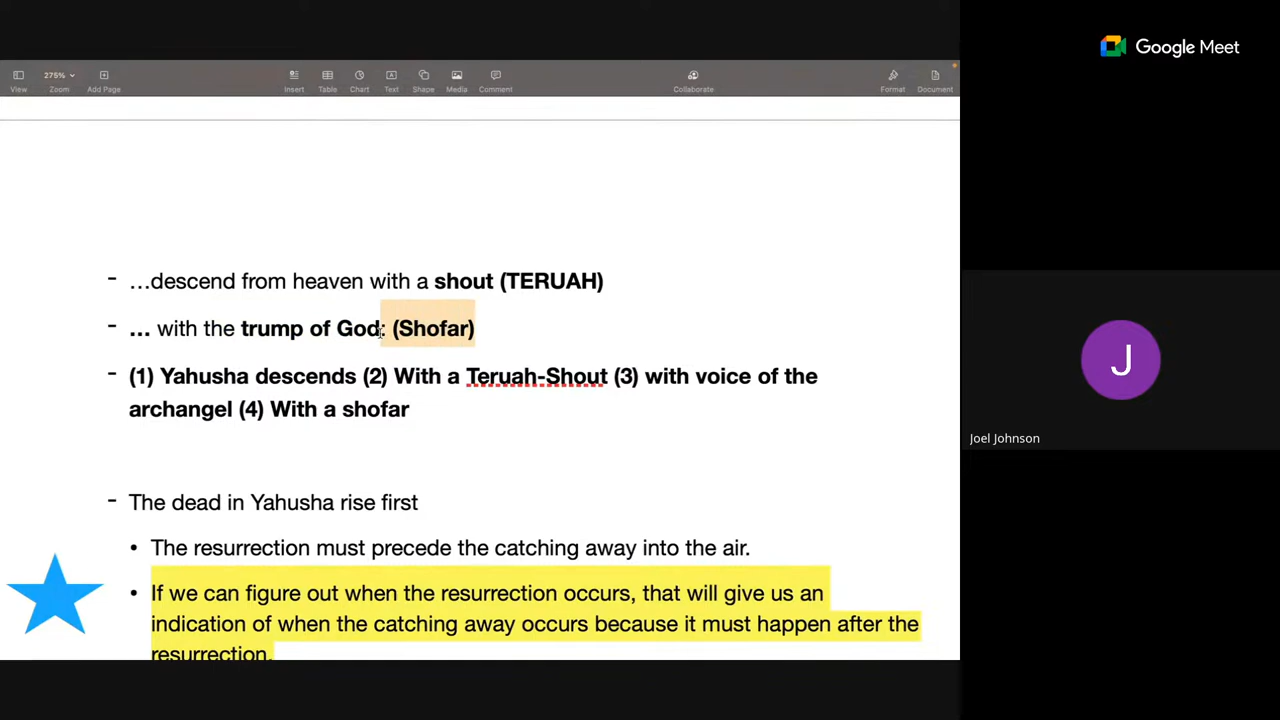 Google Meet
275%
View Zoom Add Page Insert Table Chart Text Shape Media Comment Collaborate Format Document
- …descend from heaven with a shout (TERUAH)
- … with the trump of God: (Shofar)
- (1) Yahusha descends (2) With a Teruah-Shout (3) with voice of the
archangel (4) With a shofar
J
Joel Johnson
- The dead in Yahusha rise first
• The resurrection must precede the catching away into the air.
• If we can figure out when the resurrection occurs, that will give us an
indication of when the catching away occurs because it must happen after the
resurrection.